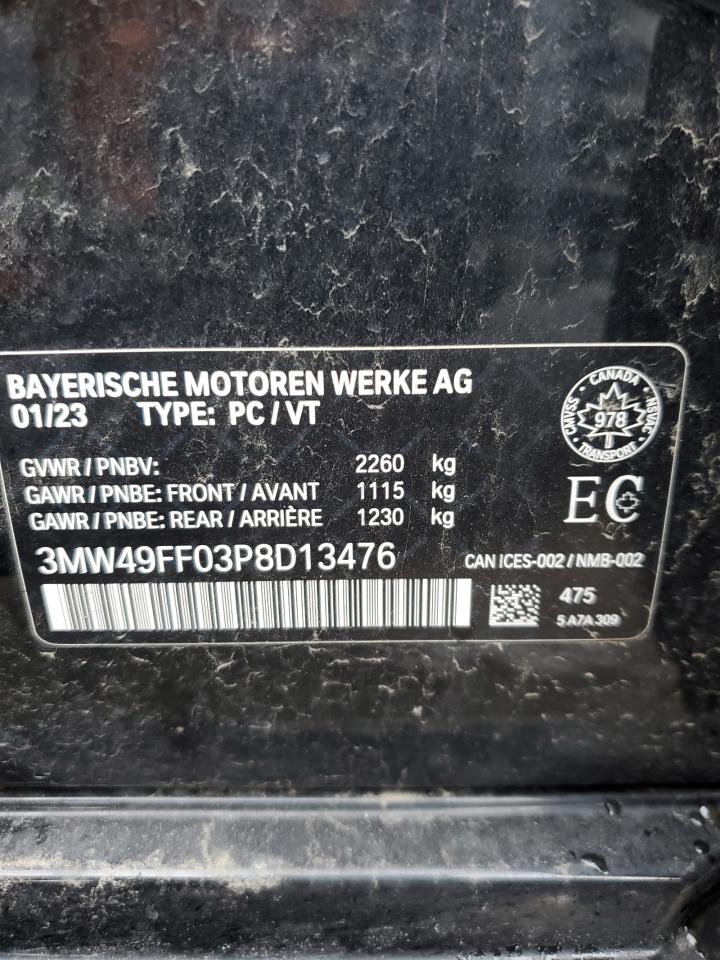 BAYERISCHE MOTOREN WERKE AG
01/23 TYPE: PC / VT
GVWR / PNBV: 2260 kg
GAWR / PNBE: FRONT / AVANT 1115 kg
GAWR / PNBE: REAR / ARRIÈRE 1230 kg
3MW49FF03P8D13476
CANADA
CMVSS 978 NSVAC
TRANSPORT
EC
CAN ICES-002 / NMB-002
475
5 A7A 309